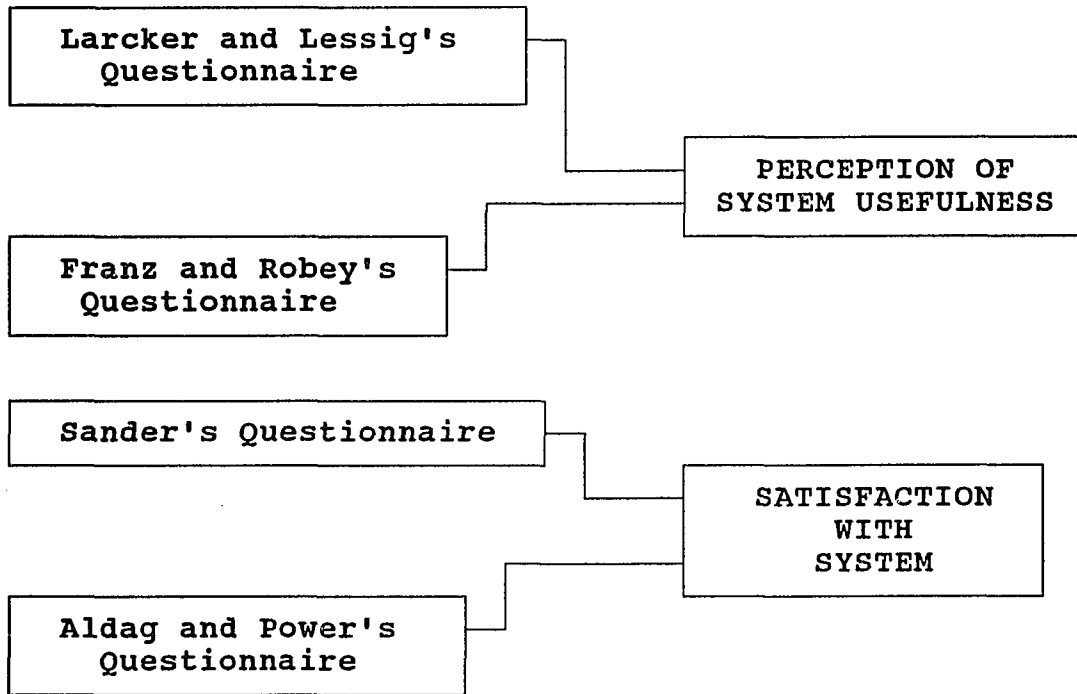 Larcker and Lessig's
Questionnaire
PERCEPTION OF
SYSTEM USEFULNESS
Franz and Robey's
Questionnaire
Sander's Questionnaire
SATISFACTION
WITH
SYSTEM
Aldag and Power's
Questionnaire